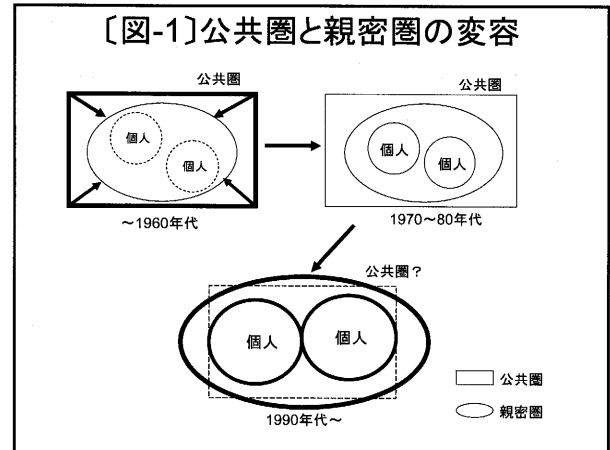 〔図-1〕公共圏と親密圏の変容
公共圏
個人
個人
～1960年代
公共圏
個人
個人
1970～80年代
公共圏？
個人
個人
1990年代～
公共圏
親密圏